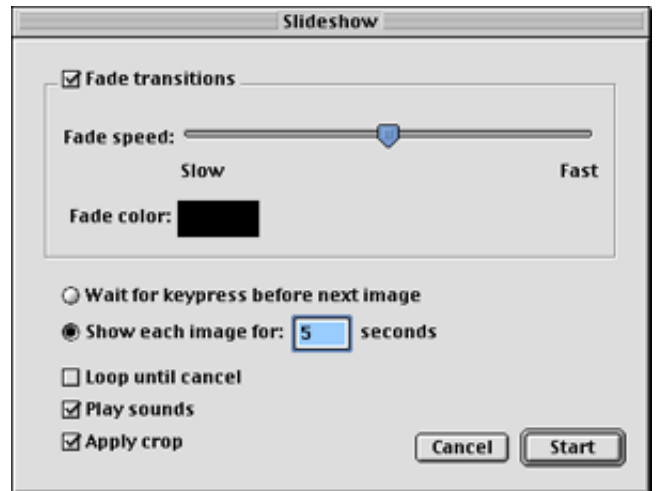 Slideshow
Fade transitions
Fade speed:
Slow Fast
Fade color:
Wait for keypress before next image
Show each image for: 5 seconds
Loop until cancel
Play sounds
Apply crop
Cancel Start